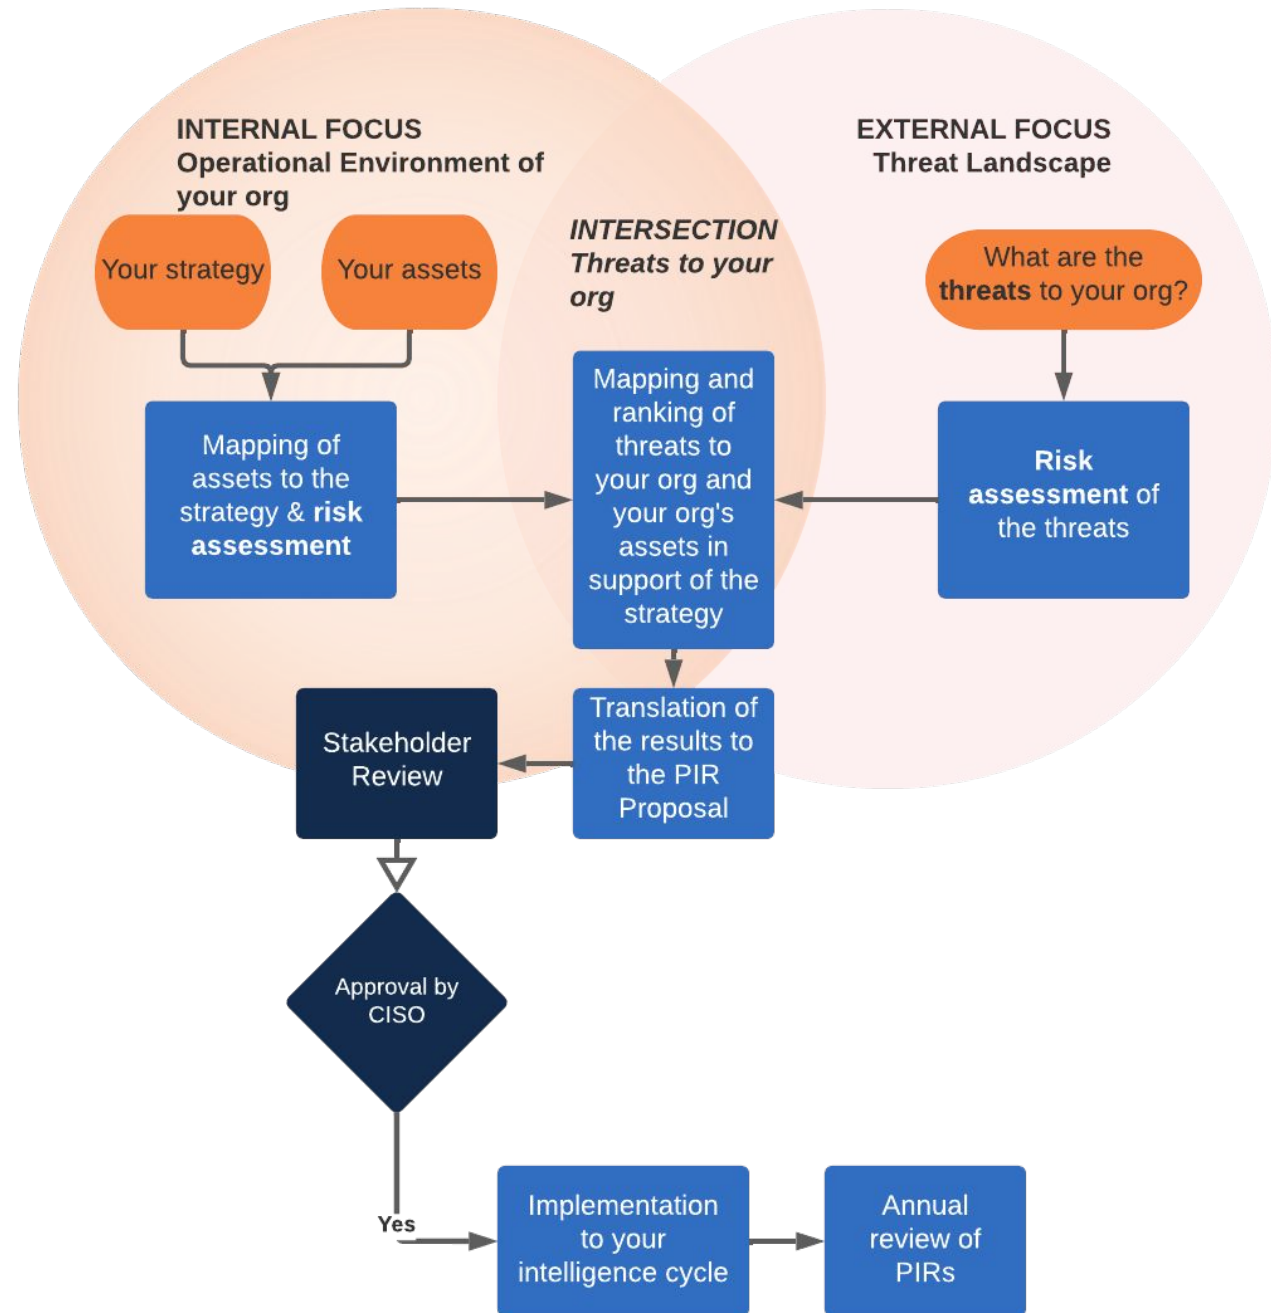 INTERNAL FOCUS
Operational Environment of
your org
EXTERNAL FOCUS
Threat Landscape
INTERSECTION
Threats to your
org
Your strategy
Your assets
What are the
threats to your org?
Mapping of
assets to the
strategy & risk
assessment
Mapping and
ranking of
threats to
your org and
your org's
assets in
support of the
strategy
Risk
assessment of
the threats
Translation of
the results to
the PIR
Proposal
Stakeholder
Review
Approval by
CISO
Yes
Implementation
to your
intelligence cycle
Annual
review of
PIRs